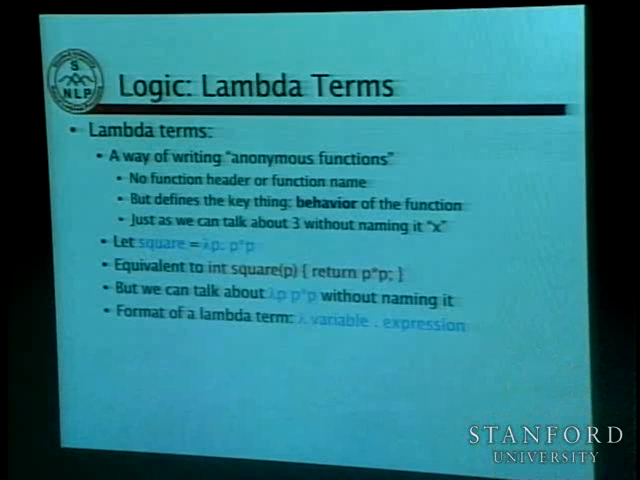 S
NLP
Logic: Lambda Terms
• Lambda terms:
• A way of writing "anonymous functions"
• No function header or function name
• But defines the key thing: behavior of the function
• Just as we can talk about 3 without naming it "x"
• Let square = λp. p*p
• Equivalent to int square(p) { return p*p; }
• But we can talk about λp p*p without naming it
• Format of a lambda term: λ variable . expression
STANFORD
UNIVERSITY